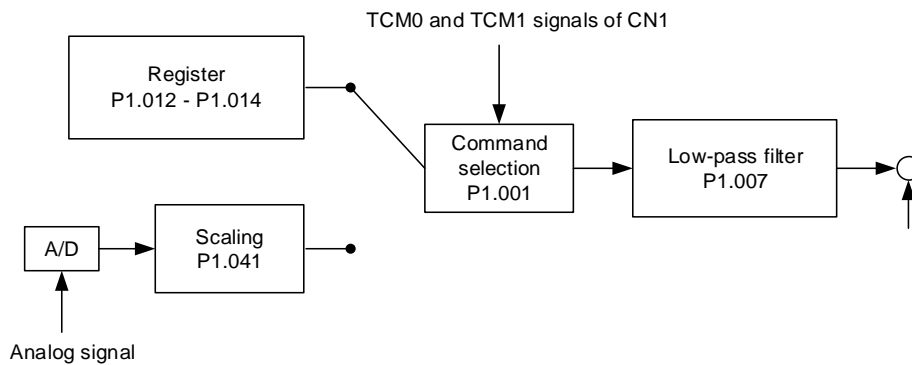 TCM0 and TCM1 signals of CN1
Register
P1.012 - P1.014
Command
selection
P1.001
Low-pass filter
P1.007
A/D
Scaling
P1.041
Analog signal